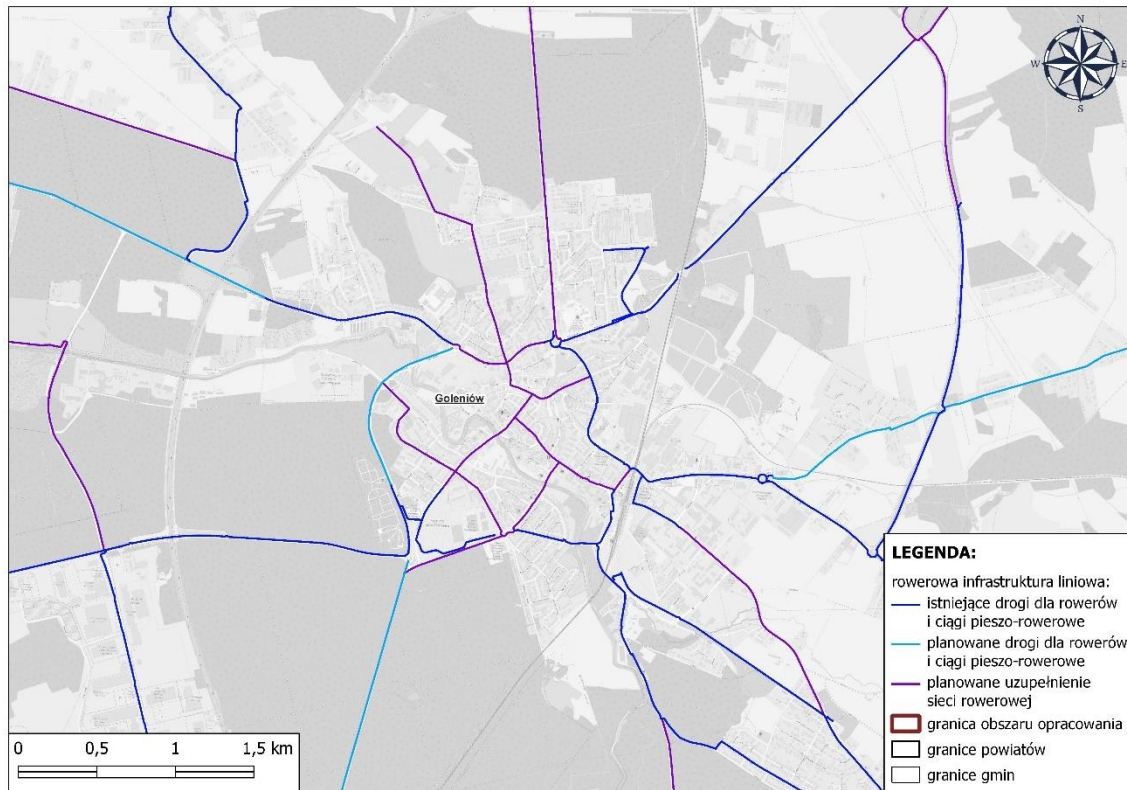 N
W
E
S
Goleniów
LEGENDA:
rowerowa infrastruktura liniowa:
istniejące drogi dla rowerów
i ciągi pieszo-rowerowe
planowane drogi dla rowerów
i ciągi pieszo-rowerowe
planowane uzupełnienie
sieci rowerowej
granica obszaru opracowania
granice powiatów
granice gmin
0 0,5 1 1,5 km